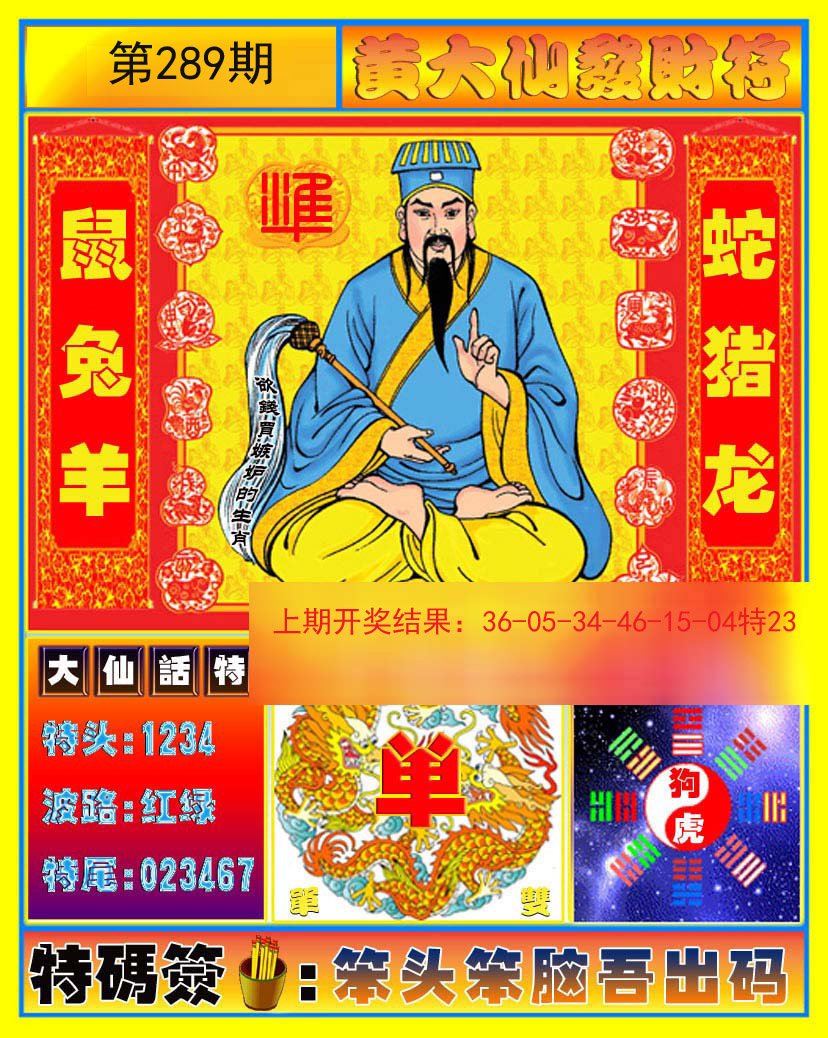 第289期
黄大仙發財符
鼠兔羊
蛇猪龙
欲錢買嫉妒的生肖
上期开奖结果：36-05-34-46-15-04特23
大仙話特
特头:1234
波路:红绿
特尾:023467
单
單
雙
狗
虎
特碼簽:笨头笨脑吾出码